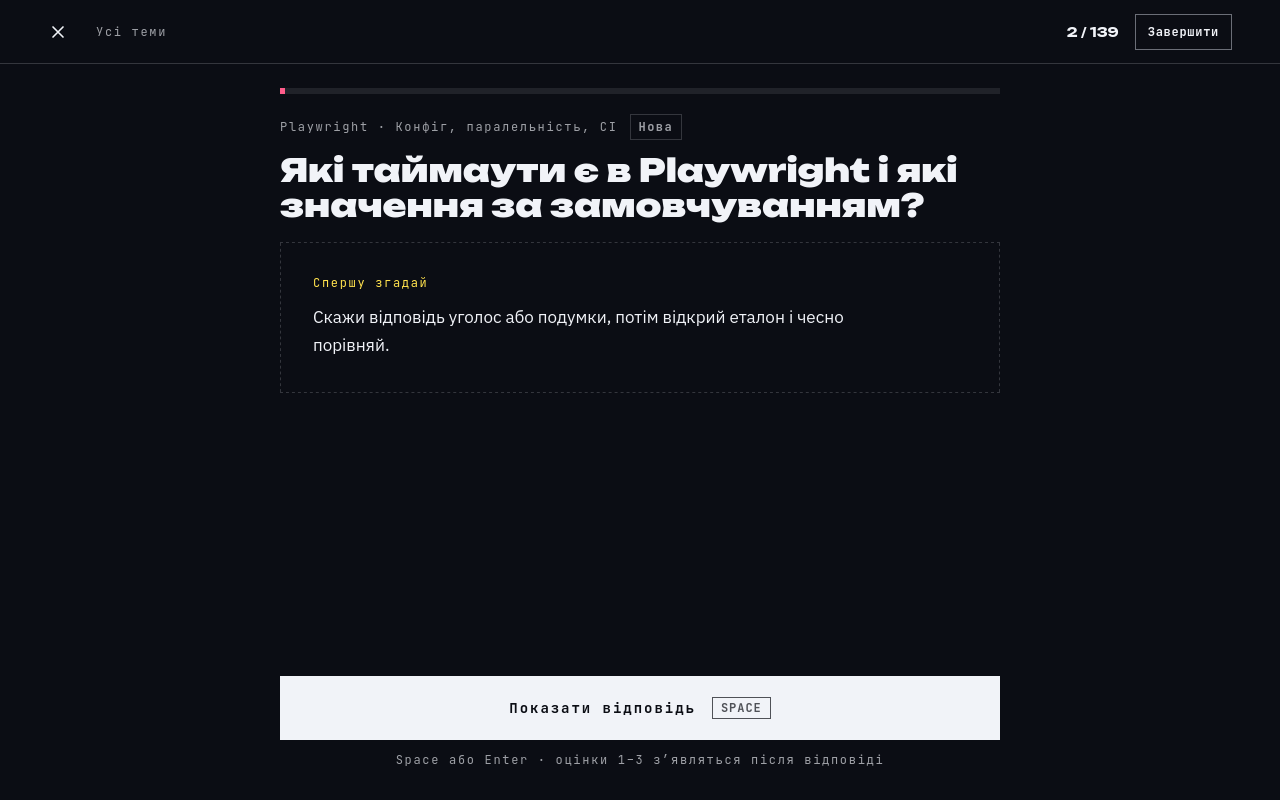 Усі теми
2 / 139
Завершити
Playwright · Конфіг, паралельність, CI
Нова
Які таймаути є в Playwright і які
значення за замовчуванням?
Спершу згадай
Скажи відповідь уголос або подумки, потім відкрий еталон і чесно
порівняй.
Показати відповідь
SPACE
Space або Enter · оцінки 1–3 зʼявляться після відповіді